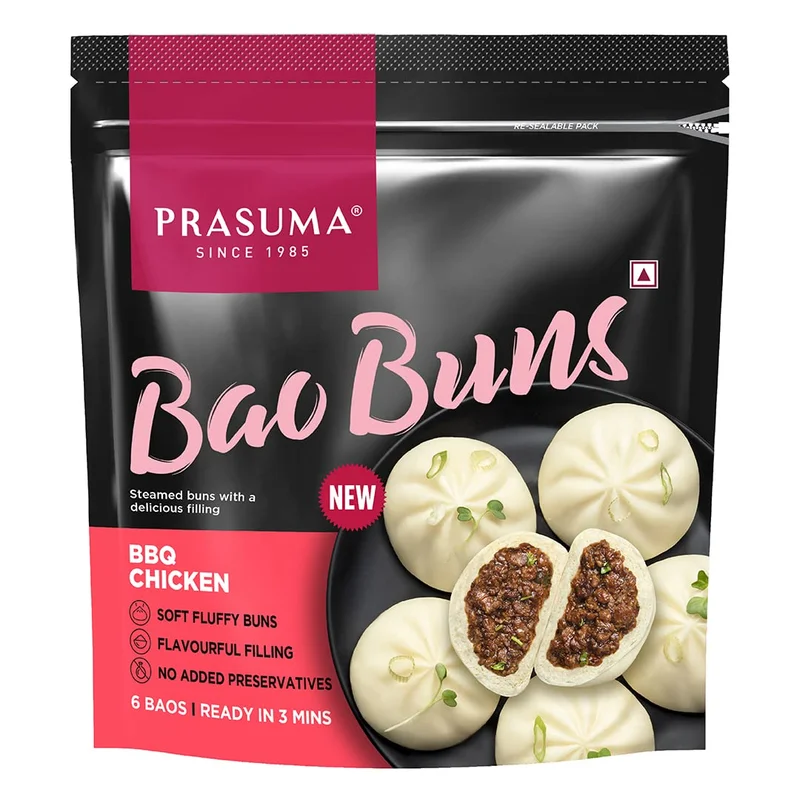 RE-SEALABLE PACK
PRASUMA®
SINCE 1985
Bao Buns
Steamed buns with a
delicious filling
NEW
BBQ
CHICKEN
SOFT FLUFFY BUNS
FLAVOURFUL FILLING
NO ADDED PRESERVATIVES
6 BAOS | READY IN 3 MINS